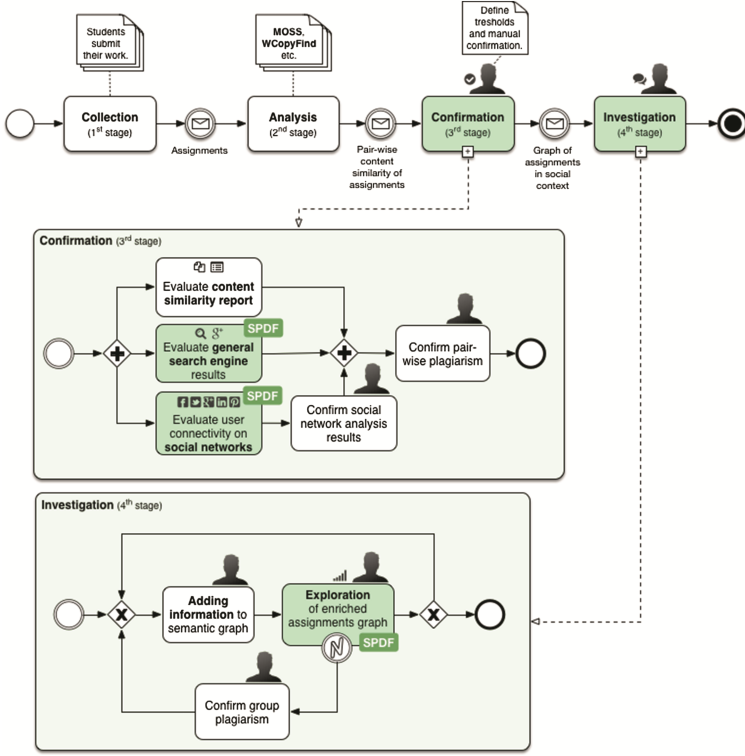 Students
submit
their work.
MOSS,
WCopyFind
etc.
Define
tresholds
and manual
confirmation.
Collection
(1st stage)
Assignments
Analysis
(2nd stage)
Pair-wise
content
similarity of
assignments
Confirmation
(3rd stage)
Graph of
assignments
in social
context
Investigation
(4th stage)
Confirmation (3rd stage)
Evaluate content
similarity report
SPDF
Evaluate general
search engine
results
SPDF
Evaluate user
connectivity on
social networks
Confirm social
network analysis
results
Confirm pair-
wise plagiarism
Investigation (4th stage)
Adding
information to
semantic graph
Exploration
of enriched
assignments graph
SPDF
Confirm group
plagiarism